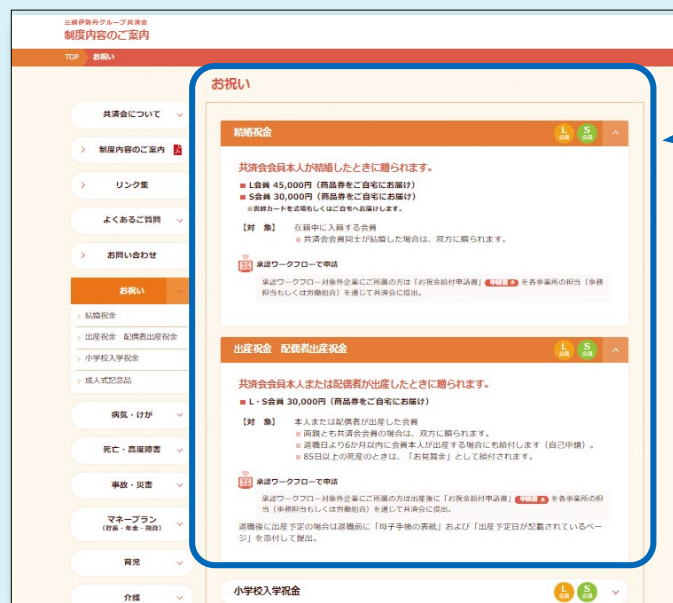 三越伊勢丹グループ共済会
制度内容のご案内
TOP
お祝い
お祝い
共済会について
制度内容のご案内
リンク集
よくあるご質問
お問い合わせ
お祝い
結婚祝金
出産祝金 配偶者出産祝金
小学校入学祝金
成人式記念品
病気・けが
死亡・高度障害
事故・災害
マネープラン
(貯蓄・年金・融資)
育児
介護
結婚祝金
L会員
S会員
共済会会員本人が結婚したときに贈られます。
■ L会員 45,000円（商品券をご自宅にお届け）
■ S会員 30,000円（商品券をご自宅にお届け）
※祝辞カードを式場もしくはご自宅へお届けします。
【対 象】 在籍中に入籍する会員
■ 共済会会員同士が結婚した場合は、双方に贈られます。
承認ワークフローで申請
承認ワークフロー対象外企業にご所属の方は「お祝金給付申請書」 申請書 を各事業所の担当（事務
担当もしくは労働組合）を通じて共済会に提出。
出産祝金 配偶者出産祝金
L会員
S会員
共済会会員本人または配偶者が出産したときに贈られます。
■ L・S会員 30,000円（商品券をご自宅にお届け）
【対 象】 本人または配偶者が出産した会員
■ 両親とも共済会会員の場合は、双方に贈られます。
■ 退職日より6か月以内に会員本人が出産する場合にも給付します（自己申請）。
■ 85日以上の死産のときは、「お見舞金」として給付されます。
承認ワークフローで申請
承認ワークフロー対象外企業にご所属の方は出産後に「お祝金給付申請書」 申請書 を各事業所の担
当（事務担当もしくは労働組合）を通じて共済会に提出。
退職後に出産予定の場合は退職前に「母子手帳の表紙」および「出産予定日が記載されているペー
ジ」を添付して提出。
小学校入学祝金
L会員
S会員